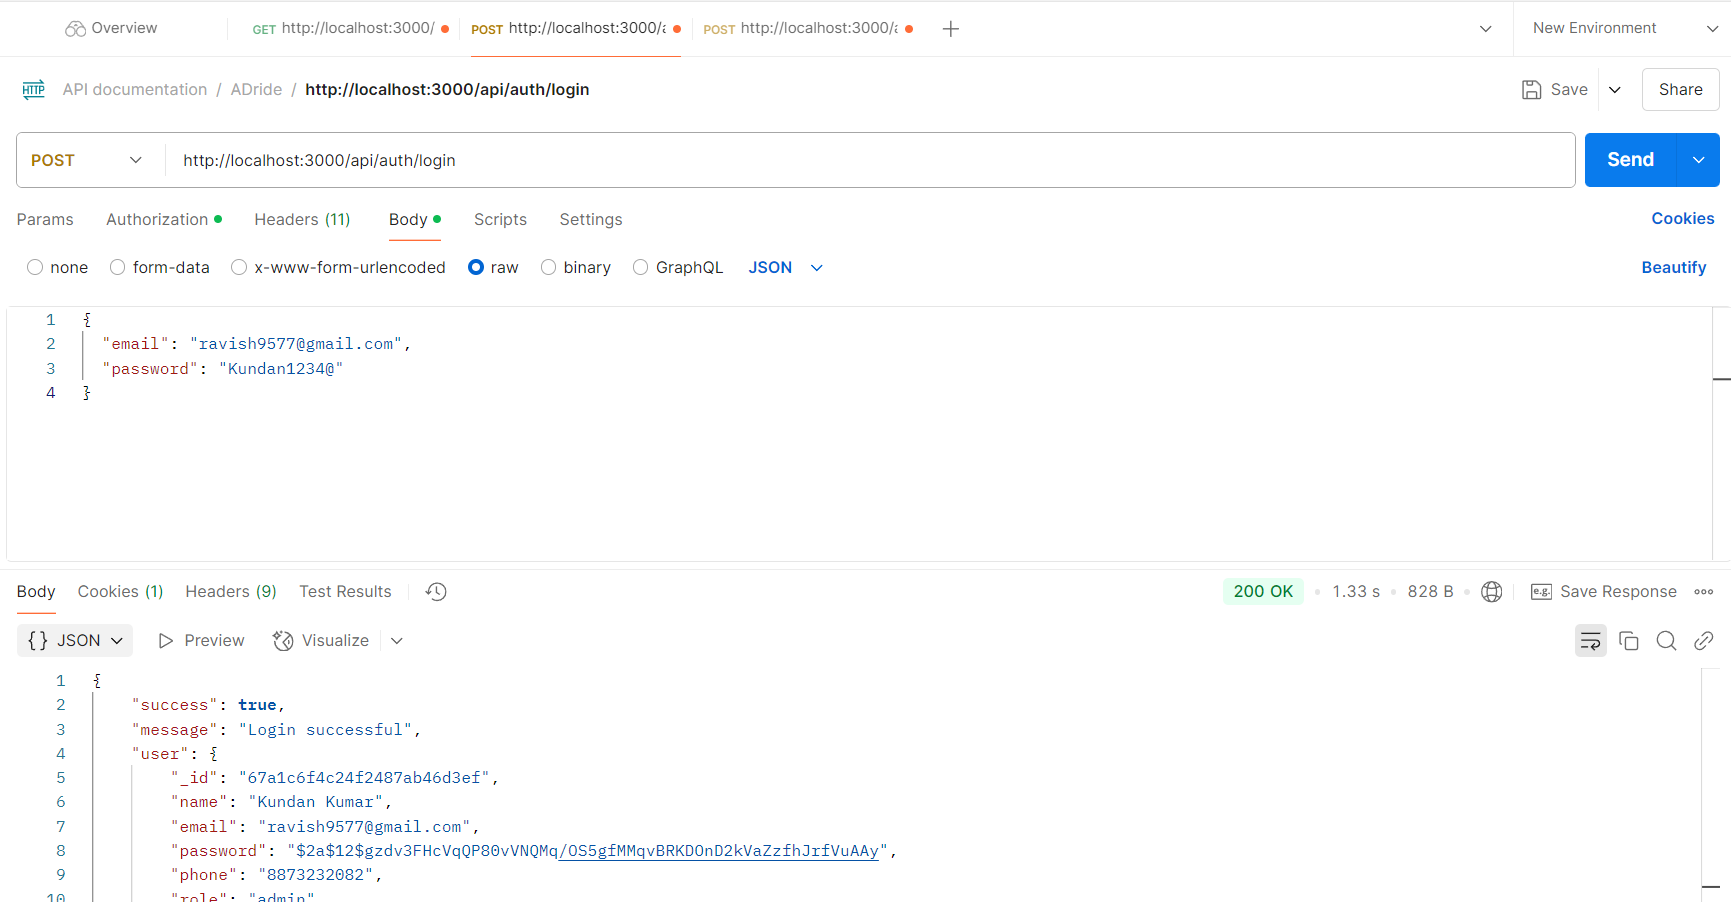 Overview
GET http://localhost:3000/
POST http://localhost:3000/a
POST http://localhost:3000/a
New Environment
HTTP API documentation / ADride / http://localhost:3000/api/auth/login
Save
Share
POST http://localhost:3000/api/auth/login
Send
Params Authorization Headers (11) Body Scripts Settings
Cookies
none form-data x-www-form-urlencoded raw binary GraphQL JSON
Beautify
1 {
2 "email": "ravish9577@gmail.com",
3 "password": "Kundan1234@"
4 }
Body Cookies (1) Headers (9) Test Results
200 OK • 1.33 s • 828 B • e.g. Save Response
{} JSON Preview Visualize
1 {
2 "success": true,
3 "message": "Login successful",
4 "user": {
5 "_id": "67a1c6f4c24f2487ab46d3ef",
6 "name": "Kundan Kumar",
7 "email": "ravish9577@gmail.com",
8 "password": "$2a$12$gzdv3FHcVqQP80vVNQMq/OS5gfMMqvBRKDOnD2kVaZzfhJrfVuAAy",
9 "phone": "8873232082",
10 "role": "admin"